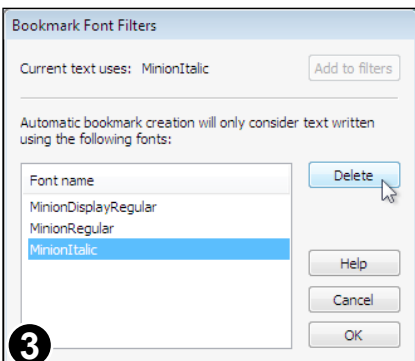 Bookmark Font Filters
Current text uses: MinionItalic
Add to filters
Automatic bookmark creation will only consider text written
using the following fonts:
Font name
Delete
MinionDisplayRegular
MinionRegular
MinionItalic
Help
Cancel
OK
3